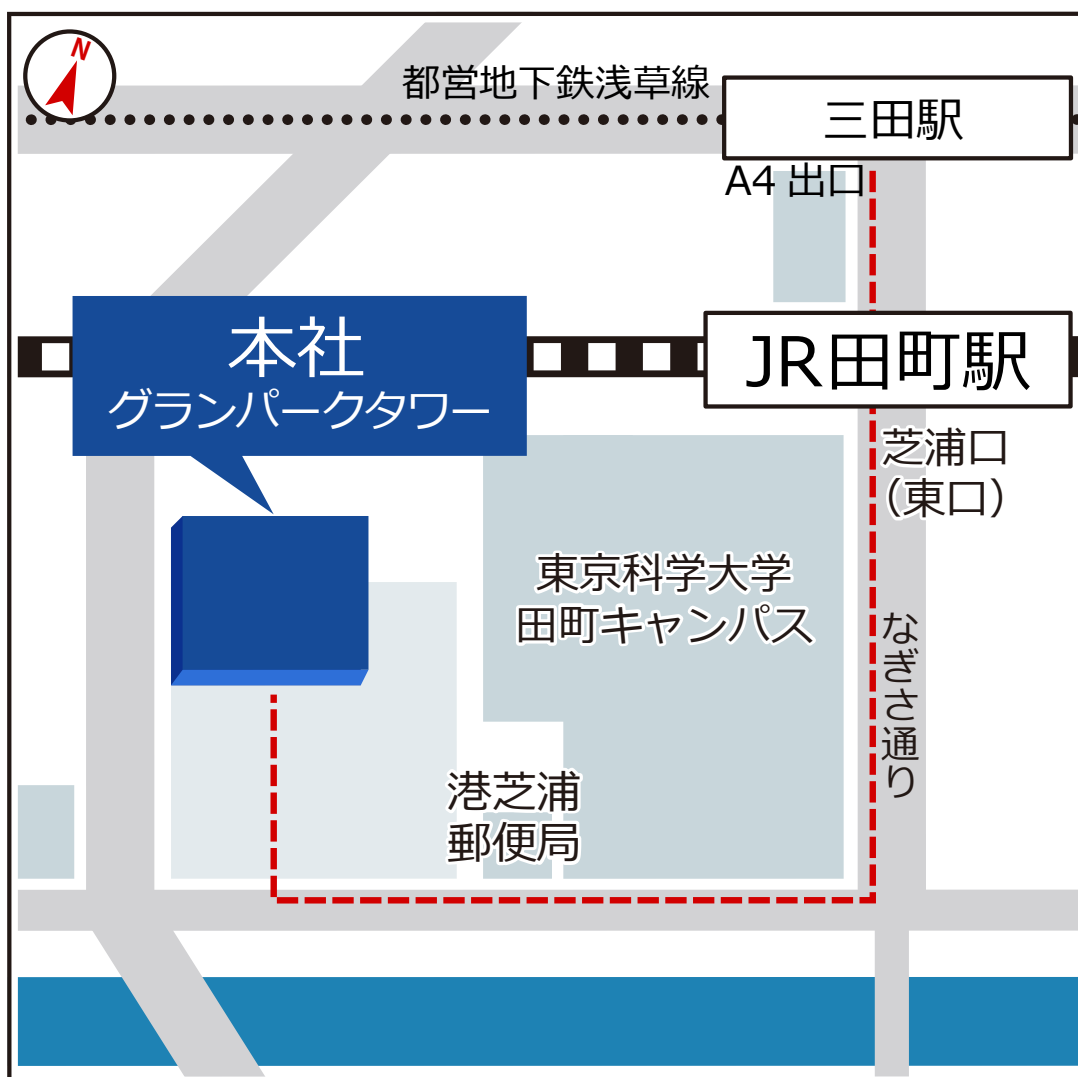 N
都営地下鉄浅草線
三田駅
A4 出口
本社
グランパークタワー
JR田町駅
芝浦口
（東口）
東京科学大学
田町キャンパス
なぎさ通り
港芝浦
郵便局